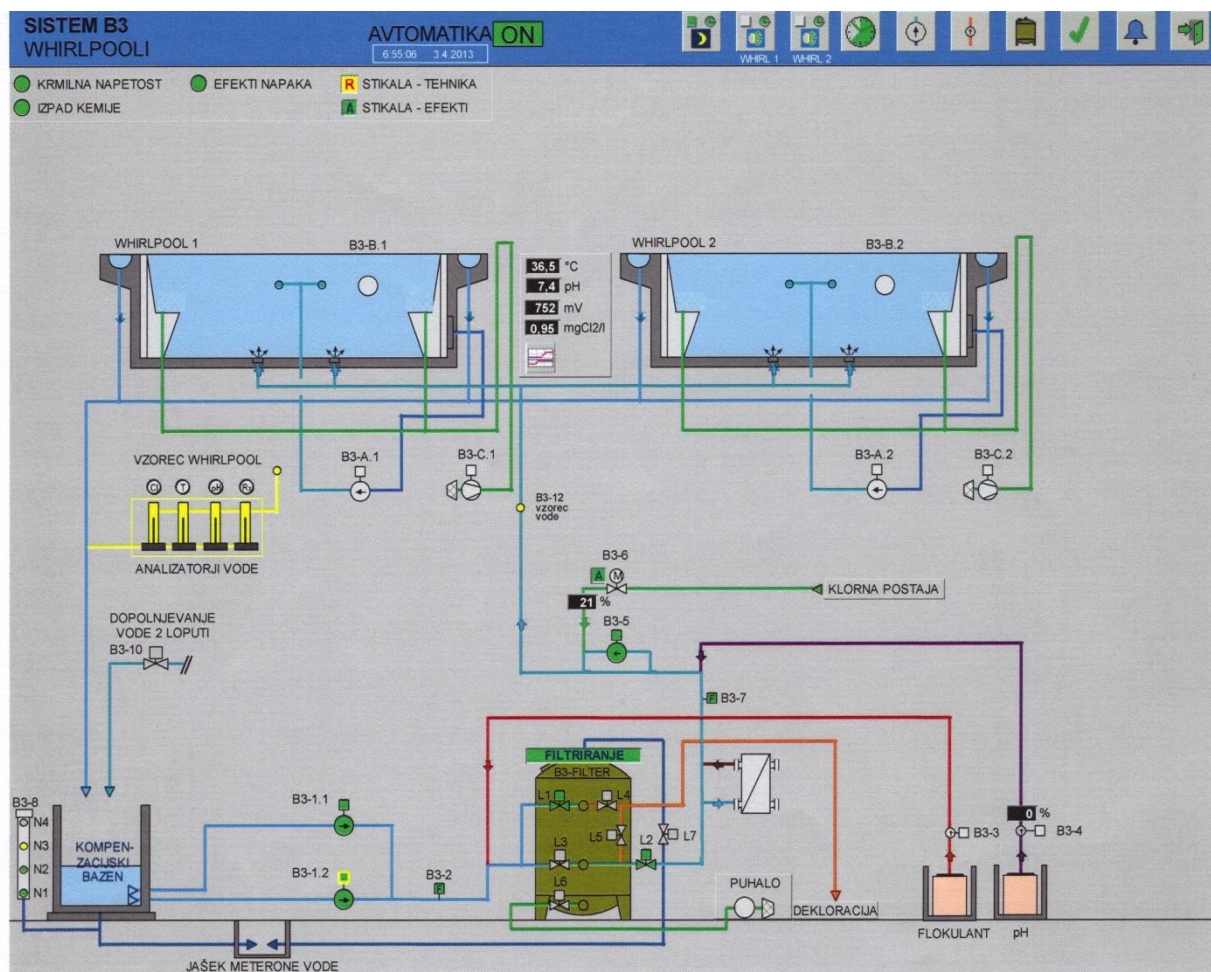 SISTEM B3
WHIRLPOOLI
AVTOMATIKA ON
6:55:06 3.4.2013
WHIRL 1
WHIRL 2
KRMILNA NAPETOST
EFEKTI NAPAKA
R STIKALA - TEHNIKA
IZPAD KEMIJE
A STIKALA - EFEKTI
WHIRLPOOL 1
B3-B.1
WHIRLPOOL 2
B3-B.2
36,5 °C
7,4 pH
752 mV
0,95 mgCl2/l
VZOREC WHIRLPOOL
Cl T pH Rx
ANALIZATORJI VODE
B3-A.1
B3-C.1
B3-A.2
B3-C.2
B3-12
vzorec
vode
B3-6
A M
21 %
KLORNA POSTAJA
B3-5
DOPOLNJEVANJE
VODE 2 LOPUTI
B3-10
F B3-7
FILTRIRANJE
B3-FILTER
L1
L4
L5
L7
L3
L2
L6
B3-8
N4
N3
N2
N1
KOMPEN-
ZACIJSKI
BAZEN
B3-1.1
B3-1.2
B3-2
F
0 %
B3-3
B3-4
PUHALO
DEKLORACIJA
FLOKULANT
pH
JAŠEK METERONE VODE